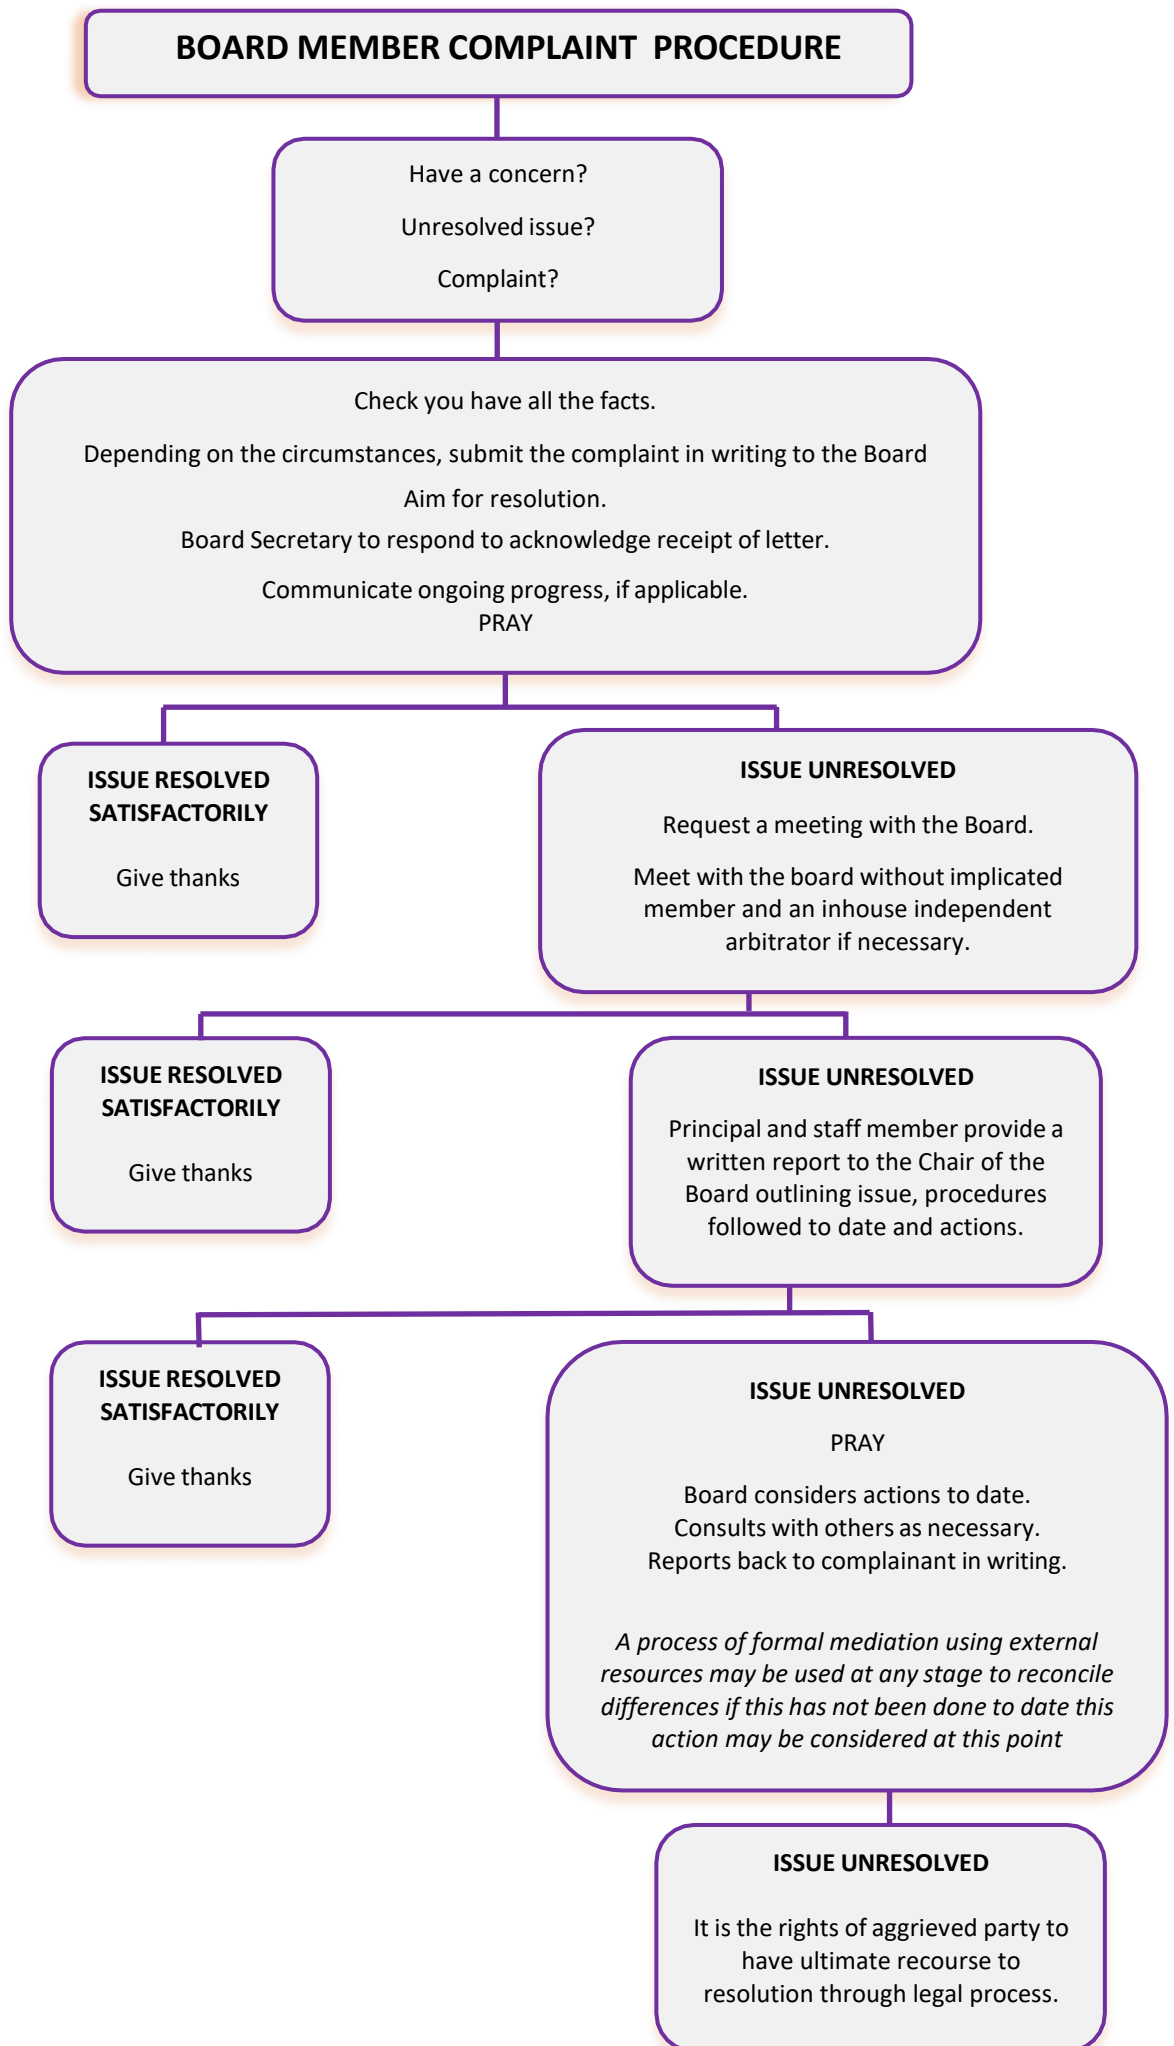 BOARD MEMBER COMPLAINT PROCEDURE
Have a concern?
Unresolved issue?
Complaint?
Check you have all the facts.
Depending on the circumstances, submit the complaint in writing to the Board
Aim for resolution.
Board Secretary to respond to acknowledge receipt of letter.
Communicate ongoing progress, if applicable.
PRAY
ISSUE RESOLVED
SATISFACTORILY
Give thanks
ISSUE UNRESOLVED
Request a meeting with the Board.
Meet with the board without implicated
member and an inhouse independent
arbitrator if necessary.
ISSUE RESOLVED
SATISFACTORILY
Give thanks
ISSUE UNRESOLVED
Principal and staff member provide a
written report to the Chair of the
Board outlining issue, procedures
followed to date and actions.
ISSUE RESOLVED
SATISFACTORILY
Give thanks
ISSUE UNRESOLVED
PRAY
Board considers actions to date.
Consults with others as necessary.
Reports back to complainant in writing.
A process of formal mediation using external
resources may be used at any stage to reconcile
differences if this has not been done to date this
action may be considered at this point
ISSUE UNRESOLVED
It is the rights of aggrieved party to
have ultimate recourse to
resolution through legal process.